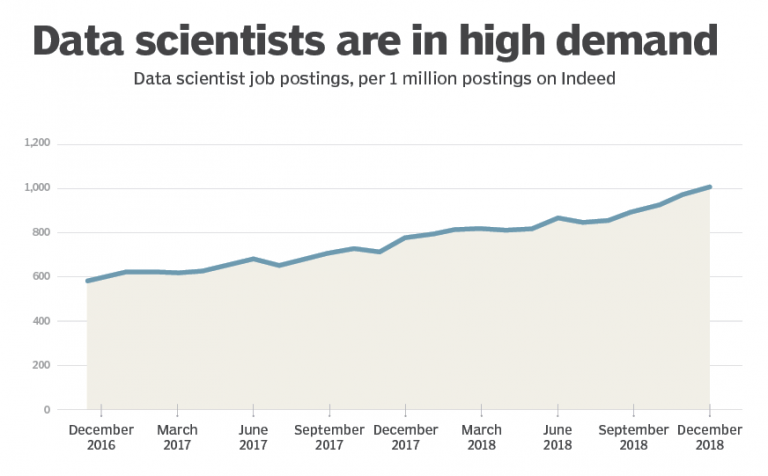 Data scientists are in high demand
Data scientist job postings, per 1 million postings on Indeed
1,200
1,000
800
600
400
200
0
December 2016
March 2017
June 2017
September 2017
December 2017
March 2018
June 2018
September 2018
December 2018